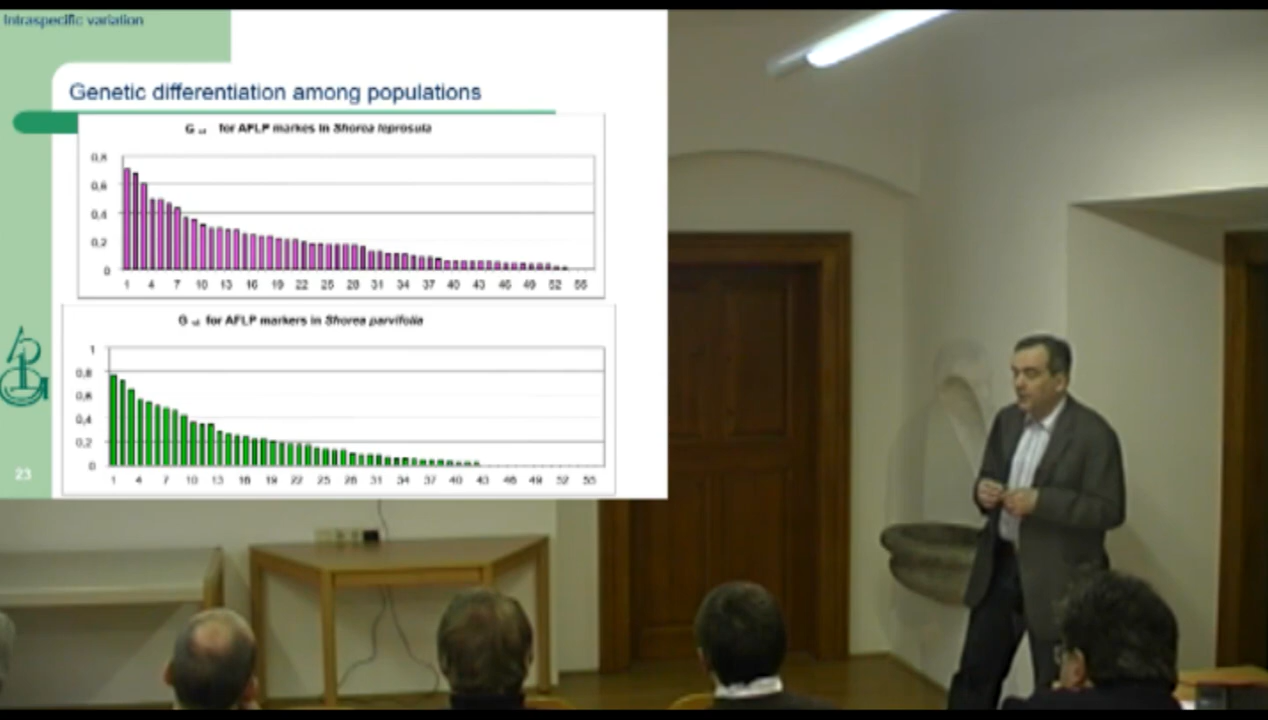 Intraspecific variation
Genetic differentiation among populations
G st for AFLP markes in Shorea leprosula
0,8
0,6
0,4
0,2
0
1 4 7 10 13 16 19 22 25 28 31 34 37 40 43 46 49 52 55
G st for AFLP markers in Shorea parvifolia
1
0,8
0,6
0,4
0,2
0
1 4 7 10 13 16 19 22 25 28 31 34 37 40 43 46 49 52 55
23